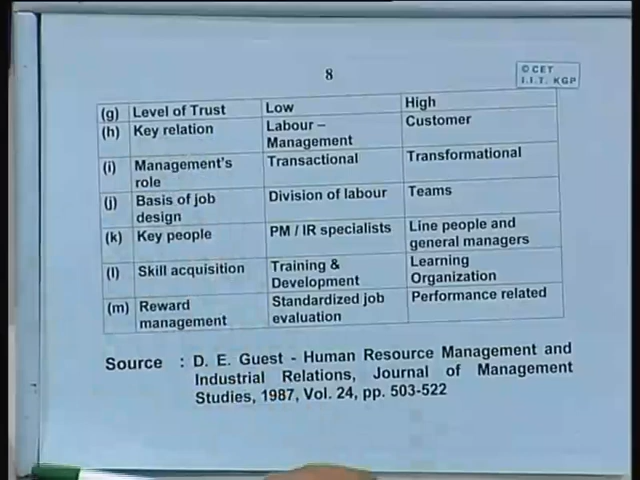 8
© CET
I.I.T. KGP
(g) Level of Trust Low High
(h) Key relation Labour – Customer
Management
(i) Management's Transactional Transformational
role
(j) Basis of job Division of labour Teams
design
(k) Key people PM / IR specialists Line people and
general managers
(l) Skill acquisition Training & Learning
Development Organization
(m) Reward Standardized job Performance related
management evaluation
Source : D. E. Guest - Human Resource Management and
Industrial Relations, Journal of Management
Studies, 1987, Vol. 24, pp. 503-522